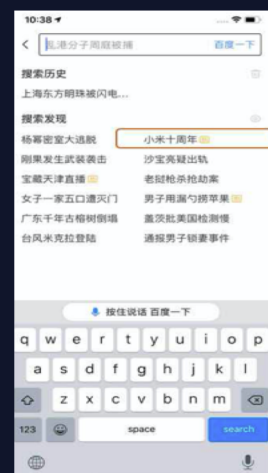 10:38
乱港分子周庭被捕 百度一下
搜索历史
上海东方明珠被闪电...
搜索发现
杨幂密室大逃脱 小米十周年
刚果发生武装袭击 沙宝亮疑出轨
宝藏天津直播 老挝枪杀抢劫案
女子一家五口遭灭门 男子用漏勺捞苹果
广东千年古榕树倒塌 盖茨批美国检测慢
台风米克拉登陆 通报男子锁妻事件
按住说话 百度一下
q w e r t y u i o p
a s d f g h j k l
z x c v b n m
123 space search